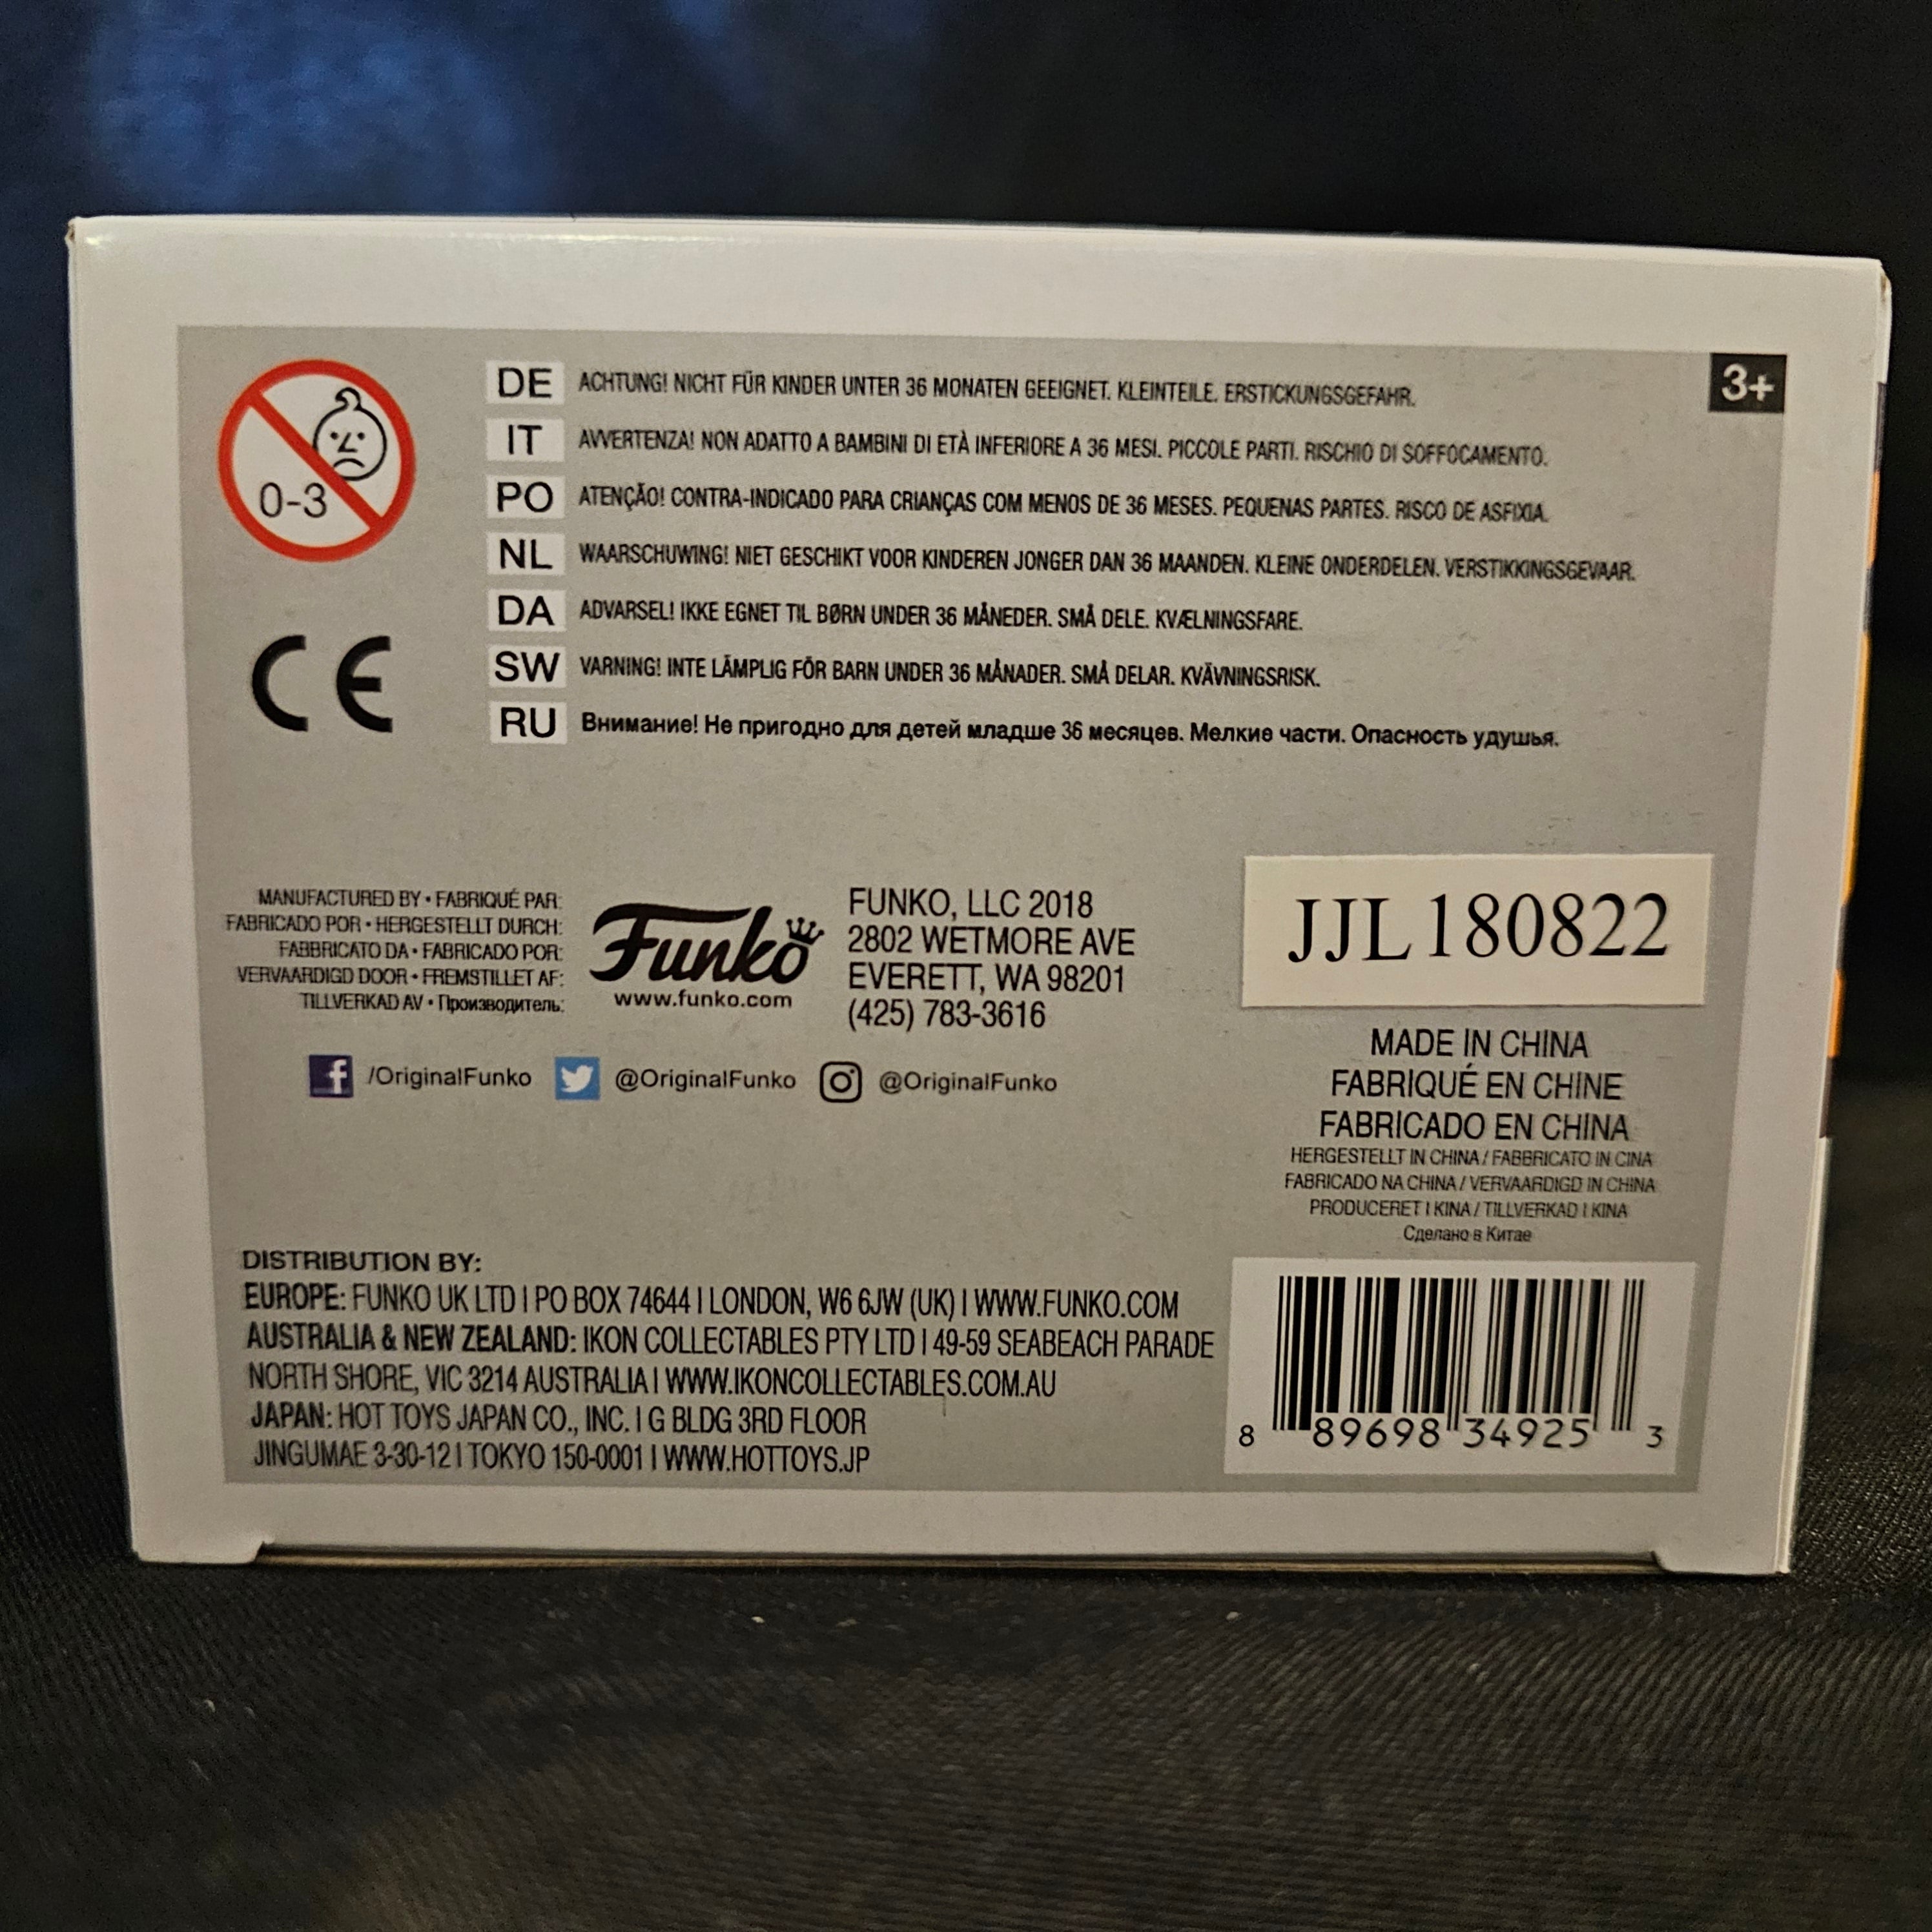 0-3
CE
3+
DE ACHTUNG! NICHT FÜR KINDER UNTER 36 MONATEN GEEIGNET. KLEINTEILE. ERSTICKUNGSGEFAHR.
IT AVVERTENZA! NON ADATTO A BAMBINI DI ETÀ INFERIORE A 36 MESI. PICCOLE PARTI. RISCHIO DI SOFFOCAMENTO.
PO ATENÇÃO! CONTRA-INDICADO PARA CRIANÇAS COM MENOS DE 36 MESES. PEQUENAS PARTES. RISCO DE ASFIXIA.
NL WAARSCHUWING! NIET GESCHIKT VOOR KINDEREN JONGER DAN 36 MAANDEN. KLEINE ONDERDELEN. VERSTIKKINGSGEVAAR.
DA ADVARSEL! IKKE EGNET TIL BØRN UNDER 36 MÅNEDER. SMÅ DELE. KVÆLNINGSFARE.
SW VARNING! INTE LÄMPLIG FÖR BARN UNDER 36 MÅNADER. SMÅ DELAR. KVÄVNINGSRISK.
RU Внимание! Не пригодно для детей младше 36 месяцев. Мелкие части. Опасность удушья.
MANUFACTURED BY • FABRIQUÉ PAR:
FABRICADO POR • HERGESTELLT DURCH:
FABBRICATO DA • FABRICADO POR:
VERVAARDIGD DOOR • FREMSTILLET AF:
TILLVERKAD AV • Производитель:
Funko
www.funko.com
FUNKO, LLC 2018
2802 WETMORE AVE
EVERETT, WA 98201
(425) 783-3616
/OriginalFunko @OriginalFunko @OriginalFunko
JJL180822
MADE IN CHINA
FABRIQUÉ EN CHINE
FABRICADO EN CHINA
HERGESTELLT IN CHINA / FABBRICATO IN CINA
FABRICADO NA CHINA / VERVAARDIGD IN CHINA
PRODUCERET I KINA / TILLVERKAD I KINA
Сделано в Китае
DISTRIBUTION BY:
EUROPE: FUNKO UK LTD I PO BOX 74644 I LONDON, W6 6JW (UK) I WWW.FUNKO.COM
AUSTRALIA & NEW ZEALAND: IKON COLLECTABLES PTY LTD I 49-59 SEABEACH PARADE
NORTH SHORE, VIC 3214 AUSTRALIA I WWW.IKONCOLLECTABLES.COM.AU
JAPAN: HOT TOYS JAPAN CO., INC. I G BLDG 3RD FLOOR
JINGUMAE 3-30-12 I TOKYO 150-0001 I WWW.HOTTOYS.JP
8 89698 34925 3